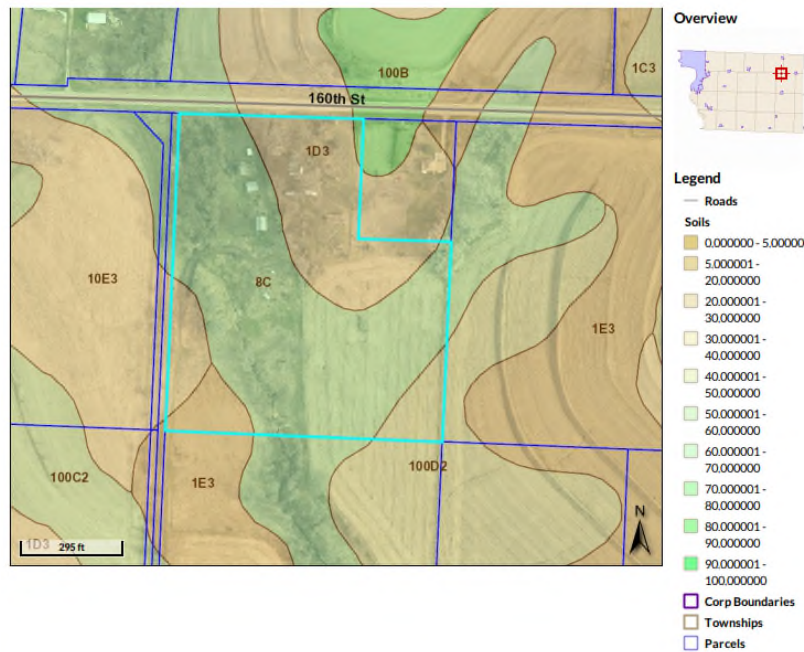 100B
1C3
160th St
1D3
10E3
8C
1E3
100C2
1E3
100D2
1D3
295 ft
N
Overview
Legend
Roads
Soils
0.000000 - 5.00000
5.000001 -
20.000000
20.000001 -
30.000000
30.000001 -
40.000000
40.000001 -
50.000000
50.000001 -
60.000000
60.000001 -
70.000000
70.000001 -
80.000000
80.000001 -
90.000000
90.000001 -
100.000000
Corp Boundaries
Townships
Parcels